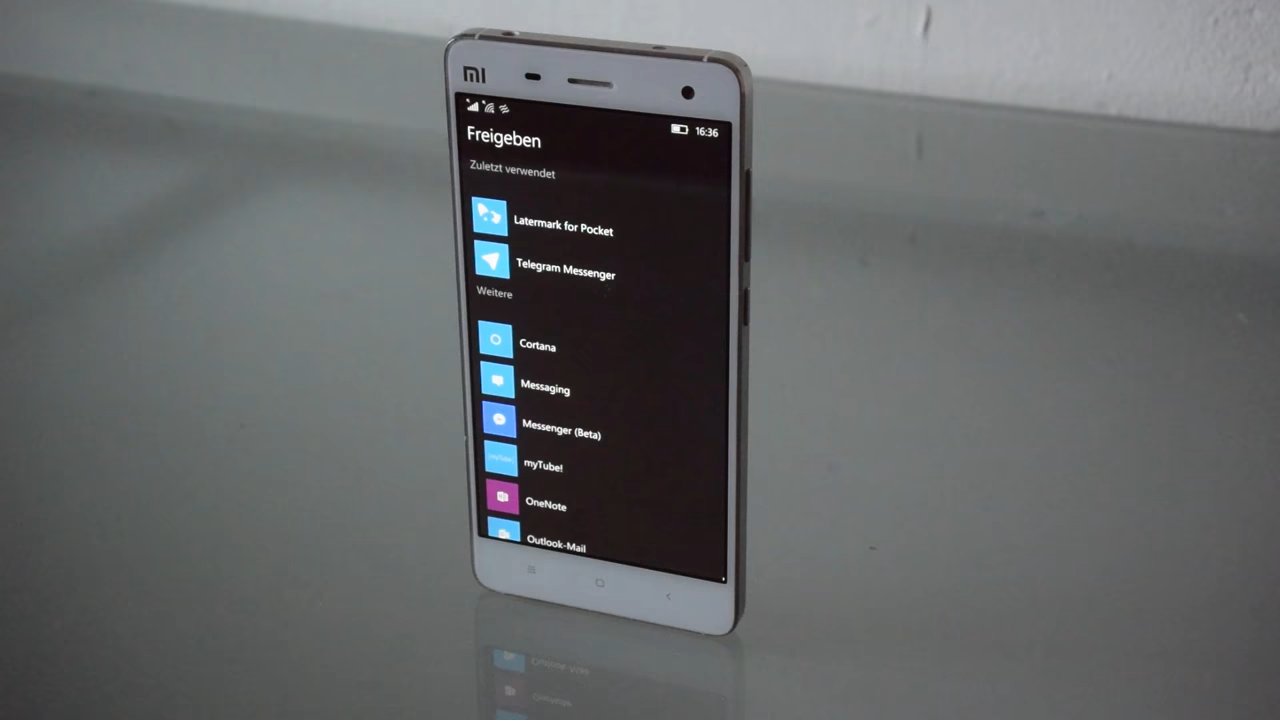 MI
16:36
Freigeben
Zuletzt verwendet
Latermark for Pocket
Telegram Messenger
Weitere
Cortana
Messaging
Messenger (Beta)
myTube!
OneNote
Outlook-Mail